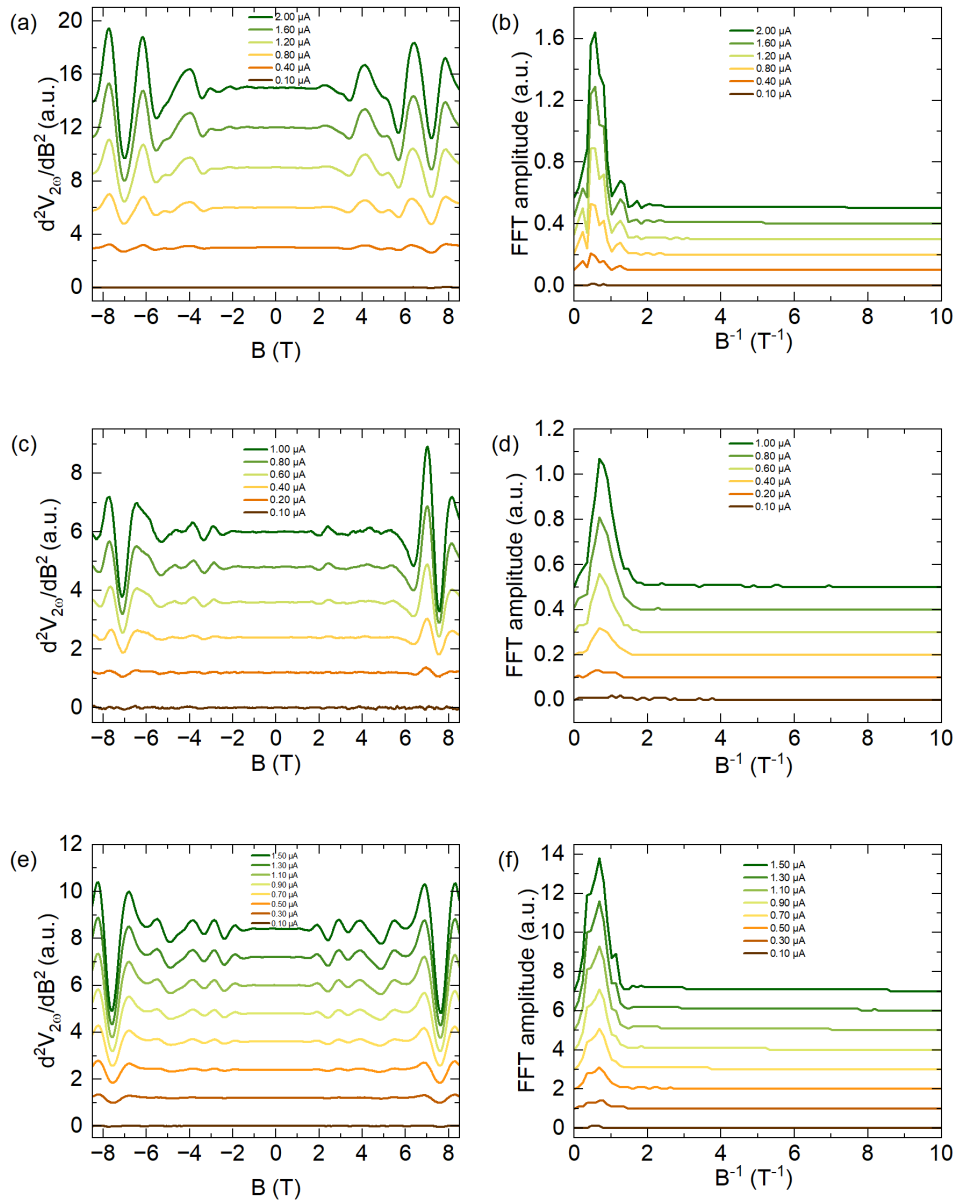 (a)
2.00 µA
1.60 µA
1.20 µA
0.80 µA
0.40 µA
0.10 µA
20
16
12
8
4
0
d²V₂ω/dB² (a.u.)
−8 −6 −4 −2 0 2 4 6 8
B (T)
(b)
2.00 µA
1.60 µA
1.20 µA
0.80 µA
0.40 µA
0.10 µA
1.6
1.2
0.8
0.4
0.0
FFT amplitude (a.u.)
0 2 4 6 8 10
B⁻¹ (T⁻¹)
(c)
1.00 µA
0.80 µA
0.60 µA
0.40 µA
0.20 µA
0.10 µA
8
6
4
2
0
d²V₂ω/dB² (a.u.)
−8 −6 −4 −2 0 2 4 6 8
B (T)
(d)
1.00 µA
0.80 µA
0.60 µA
0.40 µA
0.20 µA
0.10 µA
1.2
1.0
0.8
0.6
0.4
0.2
0.0
FFT amplitude (a.u.)
0 2 4 6 8 10
B⁻¹ (T⁻¹)
(e)
1.50 µA
1.30 µA
1.10 µA
0.90 µA
0.70 µA
0.50 µA
0.30 µA
0.10 µA
12
10
8
6
4
2
0
d²V₂ω/dB² (a.u.)
−8 −6 −4 −2 0 2 4 6 8
B (T)
(f)
1.50 µA
1.30 µA
1.10 µA
0.90 µA
0.70 µA
0.50 µA
0.30 µA
0.10 µA
14
12
10
8
6
4
2
0
FFT amplitude (a.u.)
0 2 4 6 8 10
B⁻¹ (T⁻¹)